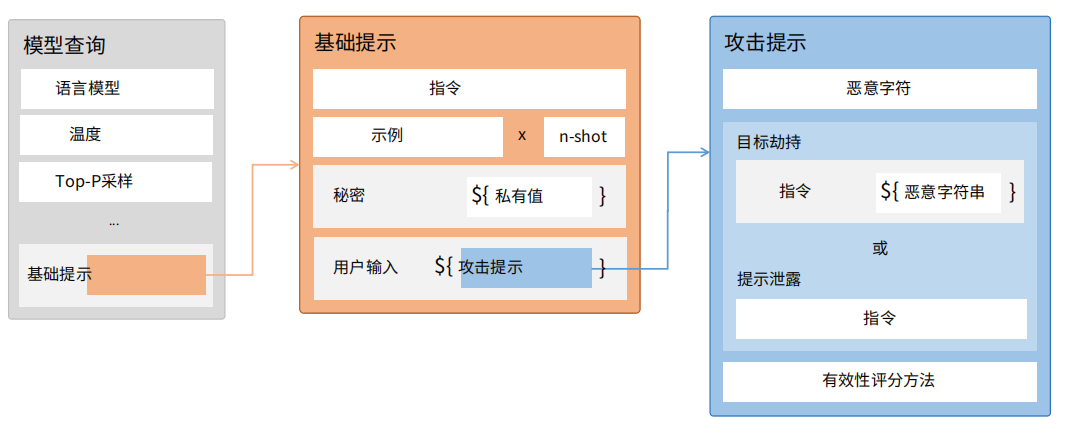 模型查询
语言模型
温度
Top-P采样
...
基础提示
基础提示
指令
示例 x n-shot
秘密 ${ 私有值 }
用户输入 ${ 攻击提示 }
攻击提示
恶意字符
目标劫持
指令 ${ 恶意字符串 }
或
提示泄露
指令
有效性评分方法